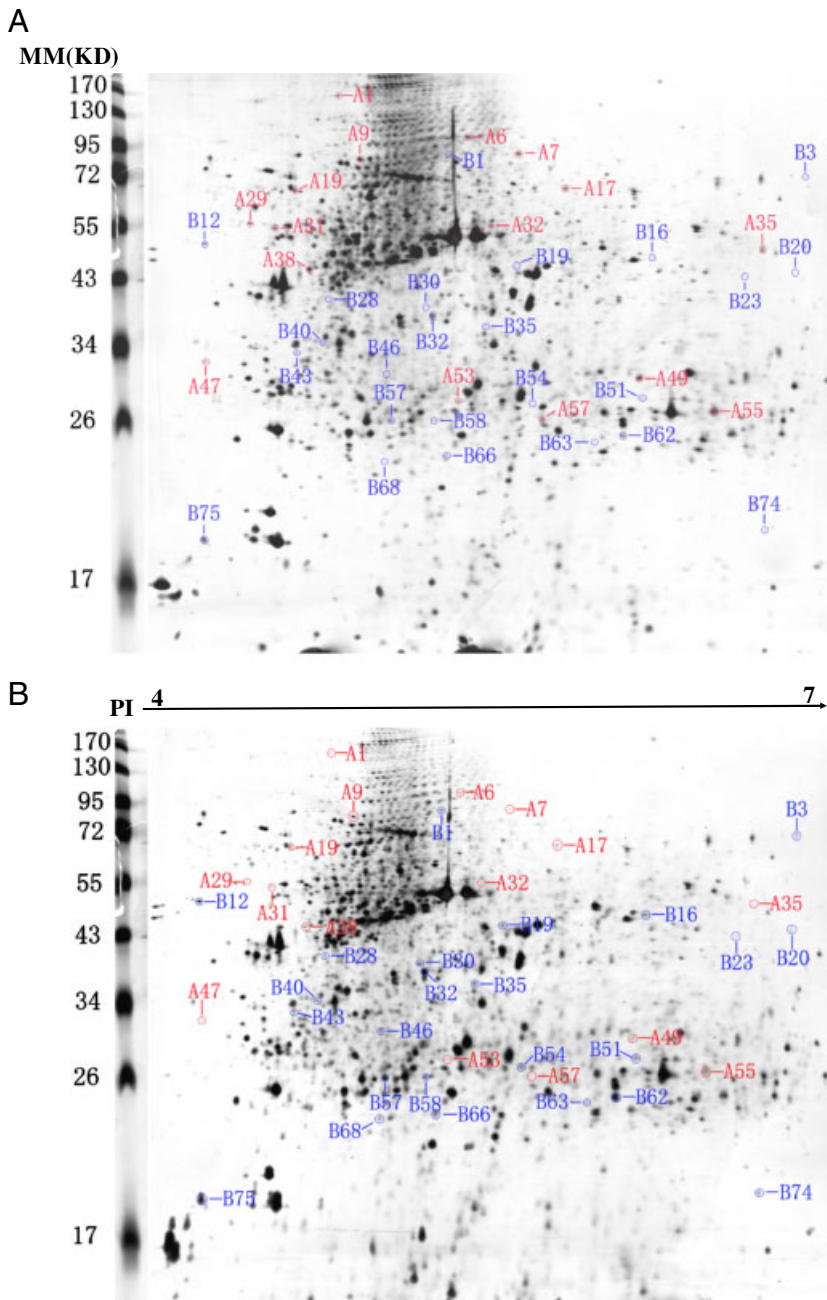 A
MM(KD)
170
A1
130
A9 A6
95 B1 A7 B3
72 A19 A17
A29
55 B12 A31 A32 B16 A35
A38 B19 B20
43 B30 B23
B28
34 B40 B32 B35
B43 B46
A47 A53 B54 B51 A49
26 B57 B58 A57 A55
B63 B62
B68 B66
B75 B74
17
B
PI 4 7
170 A1
130
95 A9 A6 A7 B3
72 B1
A19 A17
55 A29 A32
B12 A31 B16 A35
43 A38 B19
B28 B30 B23 B20
34 B40 B32 B35
A47 B43
B46 A49
26 A53 B54 B51 A55
A57
B57 B58 B63 B62
B68 B66
B75 B74
17